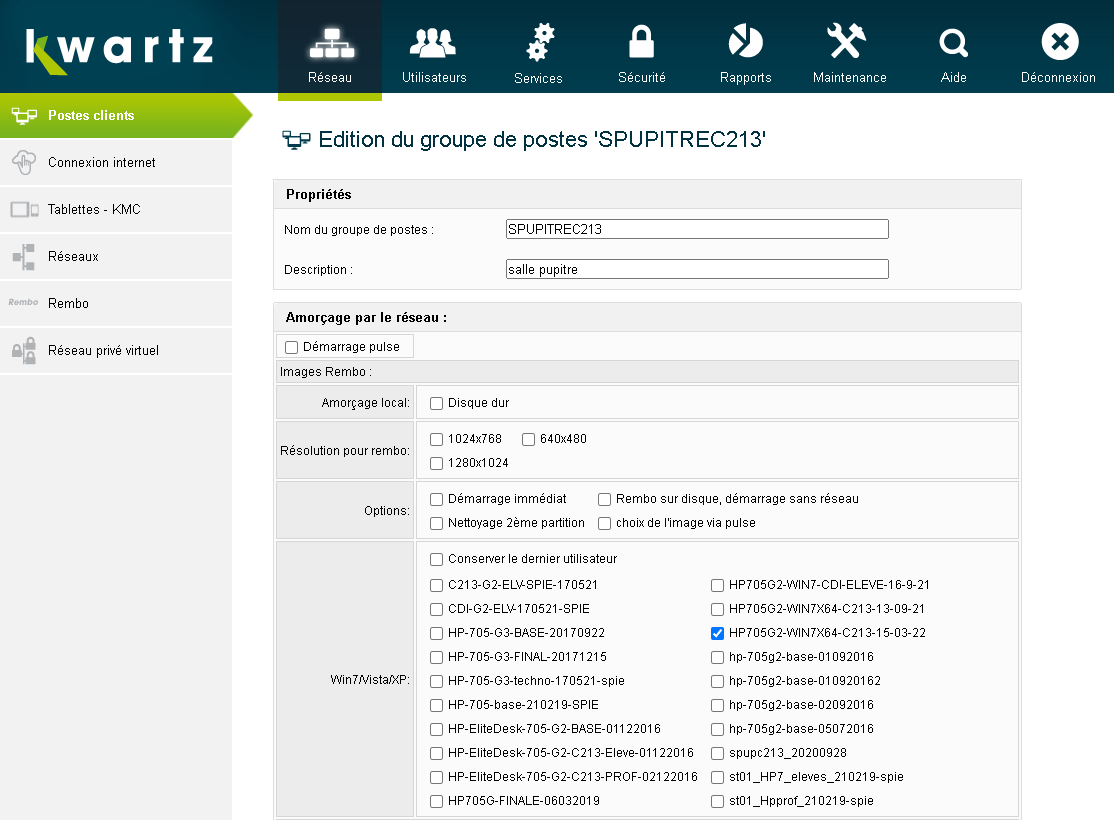 kwartz
Réseau
Utilisateurs
Services
Sécurité
Rapports
Maintenance
Aide
Déconnexion
Postes clients
Connexion internet
Tablettes - KMC
Réseaux
Rembo Rembo
Réseau privé virtuel
Edition du groupe de postes 'SPUPITREC213'
Propriétés
Nom du groupe de postes : SPUPITREC213
Description : salle pupitre
Amorçage par le réseau :
Démarrage pulse
Images Rembo :
Amorçage local: Disque dur
Résolution pour rembo: 1024x768 640x480
1280x1024
Options: Démarrage immédiat Rembo sur disque, démarrage sans réseau
Nettoyage 2ème partition choix de l'image via pulse
Win7/Vista/XP: Conserver le dernier utilisateur
C213-G2-ELV-SPIE-170521 HP705G2-WIN7-CDI-ELEVE-16-9-21
CDI-G2-ELV-170521-SPIE HP705G2-WIN7X64-C213-13-09-21
HP-705-G3-BASE-20170922 HP705G2-WIN7X64-C213-15-03-22
HP-705-G3-FINAL-20171215 hp-705g2-base-01092016
HP-705-G3-techno-170521-spie hp-705g2-base-010920162
HP-705-base-210219-SPIE hp-705g2-base-02092016
HP-EliteDesk-705-G2-BASE-01122016 hp-705g2-base-05072016
HP-EliteDesk-705-G2-C213-Eleve-01122016 spupc213_20200928
HP-EliteDesk-705-G2-C213-PROF-02122016 st01_HP7_eleves_210219-spie
HP705G-FINALE-06032019 st01_Hpprof_210219-spie